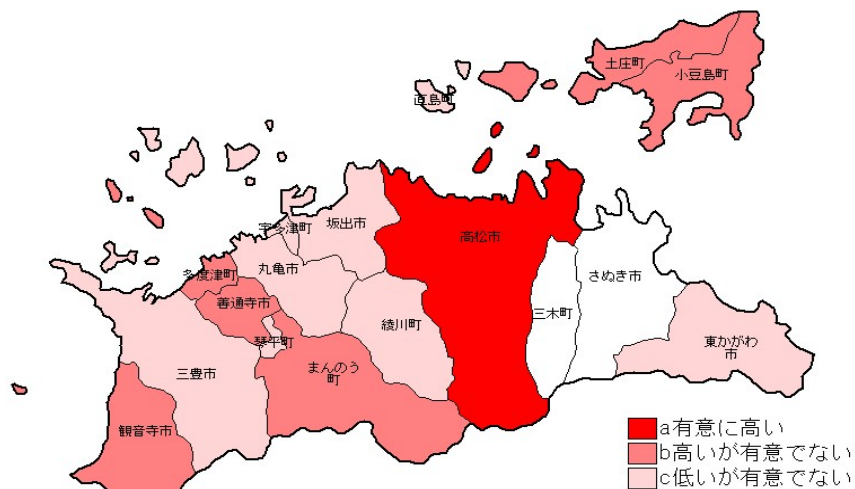 土庄町
小豆島町
直島町
宇多津町
坂出市
高松市
多度津町
丸亀市
さぬき市
善通寺市
三木町
綾川町
琴平町
東かがわ
市
三豊市
まんのう
町
観音寺市
a有意に高い
b高いが有意でない
c低いが有意でない